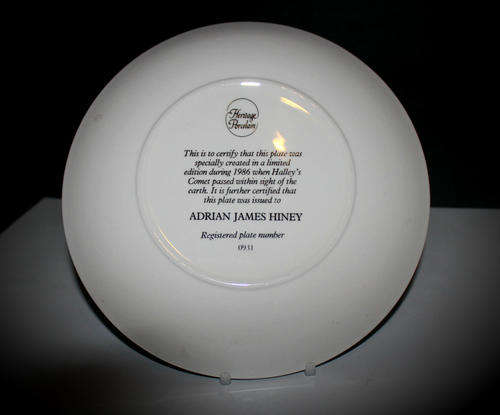 Heritage
Porcelain
This is to certify that this plate was
specially created in a limited
edition during 1986 when Halley's
Comet passed within sight of the
earth. It is further certified that
this plate was issued to
ADRIAN JAMES HINEY
Registered plate number
0931